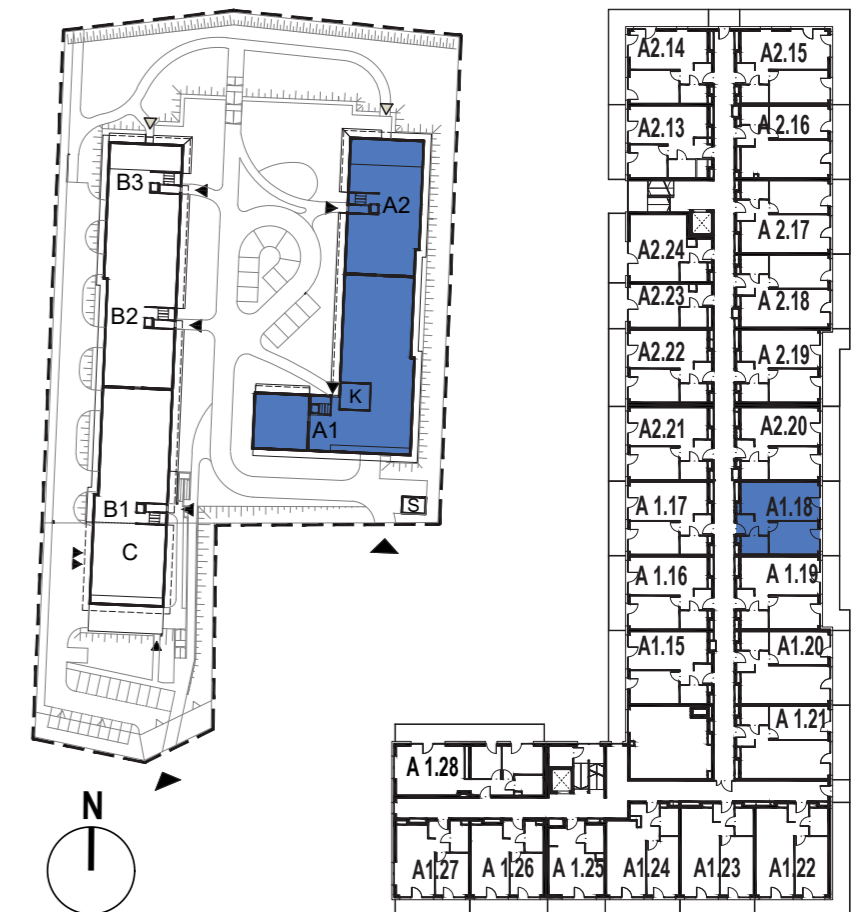 B3
A2
B2
K
A1
B1
S
C
N
A2.14
A2.15
A2.13
A 2.16
A 2.17
A2.24
A2.23
A 2.18
A2.22
A 2.19
A2.21
A2.20
A 1.17
A1.18
A 1.16
A 1.19
A1.15
A1.20
A 1.21
A 1.28
A1.27
A 1.26
A 1.25
A1.24
A1.23
A1.22